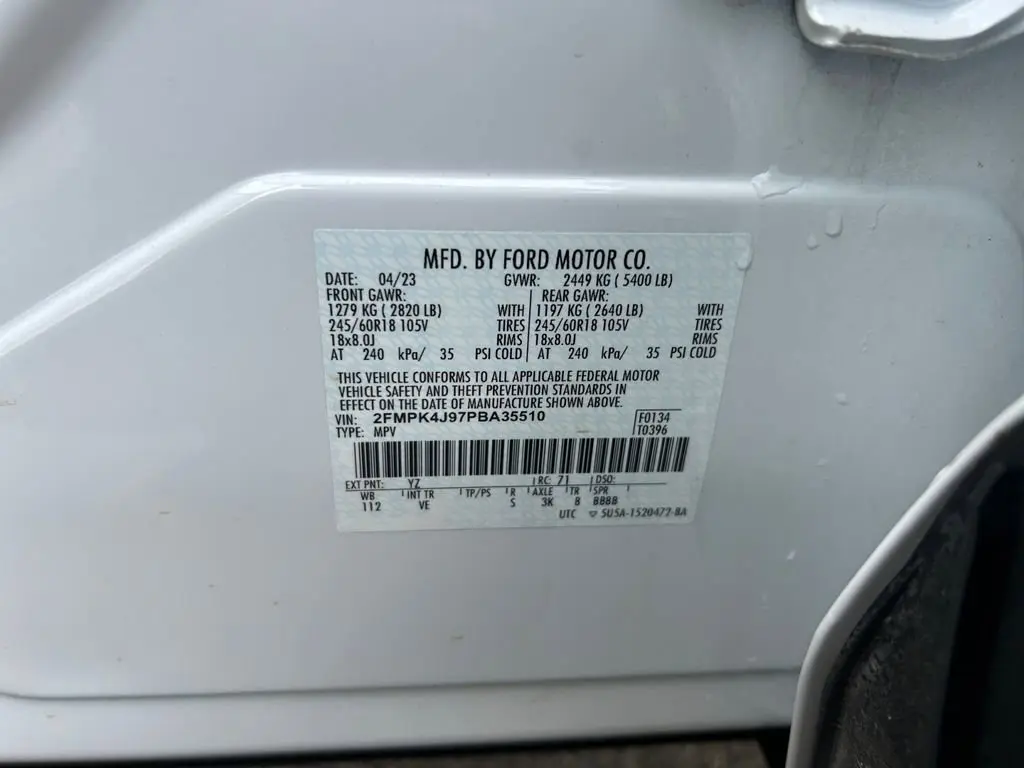 MFD. BY FORD MOTOR CO.
DATE: 04/23 GVWR: 2449 KG ( 5400 LB)
FRONT GAWR: REAR GAWR:
1279 KG ( 2820 LB) WITH 1197 KG ( 2640 LB) WITH
245/60R18 105V TIRES 245/60R18 105V TIRES
18x8.0J RIMS 18x8.0J RIMS
AT 240 kPa/ 35 PSI COLD AT 240 kPa/ 35 PSI COLD
THIS VEHICLE CONFORMS TO ALL APPLICABLE FEDERAL MOTOR
VEHICLE SAFETY AND THEFT PREVENTION STANDARDS IN
EFFECT ON THE DATE OF MANUFACTURE SHOWN ABOVE.
VIN: 2FMPK4J97PBA35510 F0134
TYPE: MPV T0396
EXT PNT: YZ RC: 71 DSO:
WB INT TR TP/PS R AXLE TR SPR
112 VE S 3K 8 8888
UTC 5U5A-1520472-BA